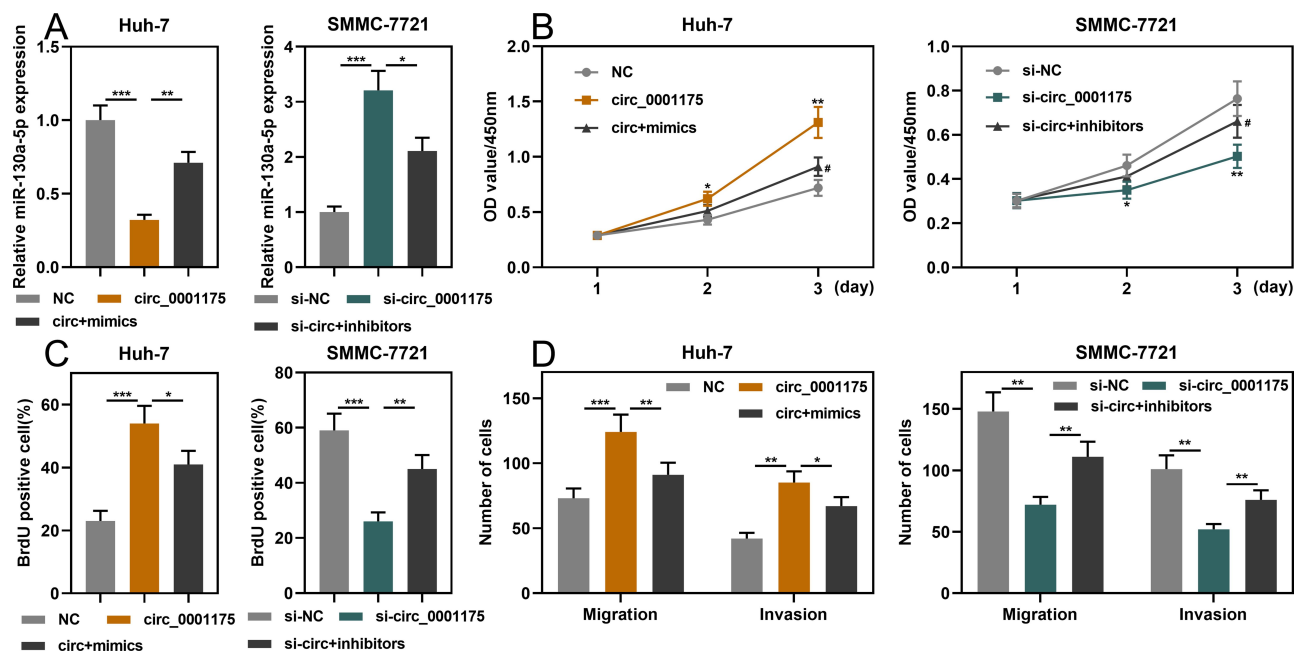 A
Huh-7
Relative miR-130a-5p expression
1.5
1.0
0.5
0.0
***
**
NC
circ_0001175
circ+mimics
SMMC-7721
Relative miR-130a-5p expression
4
3
2
1
0
***
*
si-NC
si-circ_0001175
si-circ+inhibitors
B
Huh-7
OD value/450nm
2.0
1.5
1.0
0.5
0.0
NC
circ_0001175
circ+mimics
*
**
#
1
2
3
(day)
SMMC-7721
OD value/450nm
1.0
0.8
0.6
0.4
0.2
0.0
si-NC
si-circ_0001175
si-circ+inhibitors
*
#
**
1
2
3
(day)
C
Huh-7
BrdU positive cell(%)
60
40
20
0
***
*
NC
circ_0001175
circ+mimics
SMMC-7721
BrdU positive cell(%)
80
60
40
20
0
***
**
si-NC
si-circ_0001175
si-circ+inhibitors
D
Huh-7
Number of cells
150
100
50
0
NC
circ_0001175
circ+mimics
***
**
**
*
Migration
Invasion
SMMC-7721
Number of cells
150
100
50
0
si-NC
si-circ_0001175
si-circ+inhibitors
**
**
**
**
Migration
Invasion